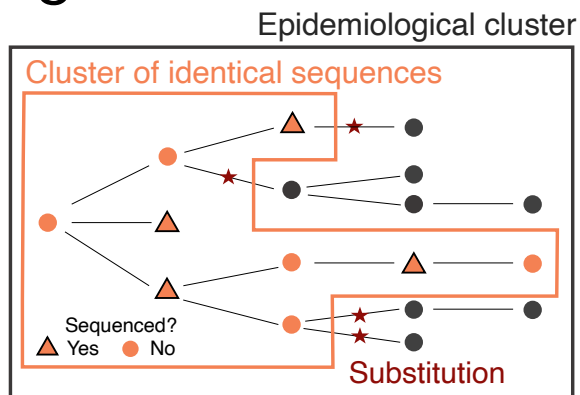 Epidemiological cluster
Cluster of identical sequences
Sequenced?
Yes No
Substitution